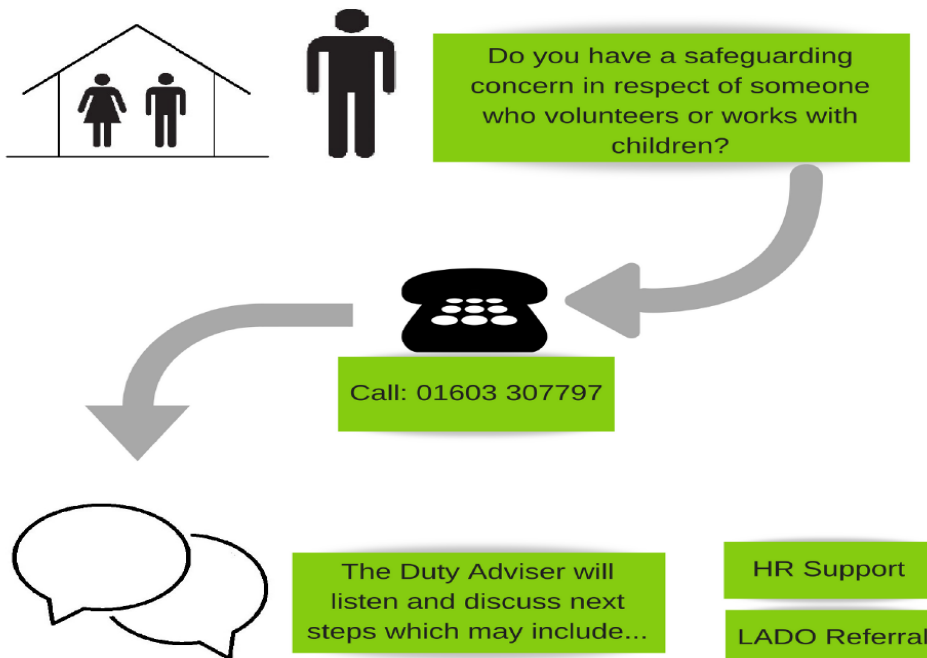 Do you have a safeguarding
concern in respect of someone
who volunteers or works with
children?
Call: 01603 307797
The Duty Adviser will
listen and discuss next
steps which may include...
HR Support
LADO Referral